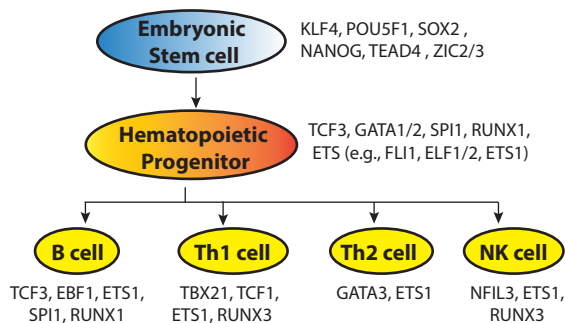 Embryonic
Stem cell
KLF4, POU5F1, SOX2 ,
NANOG, TEAD4 , ZIC2/3
Hematopoietic
Progenitor
TCF3, GATA1/2, SPI1, RUNX1,
ETS (e.g., FLI1, ELF1/2, ETS1)
B cell
Th1 cell
Th2 cell
NK cell
TCF3, EBF1, ETS1,
SPI1, RUNX1
TBX21, TCF1,
ETS1, RUNX3
GATA3, ETS1
NFIL3, ETS1,
RUNX3